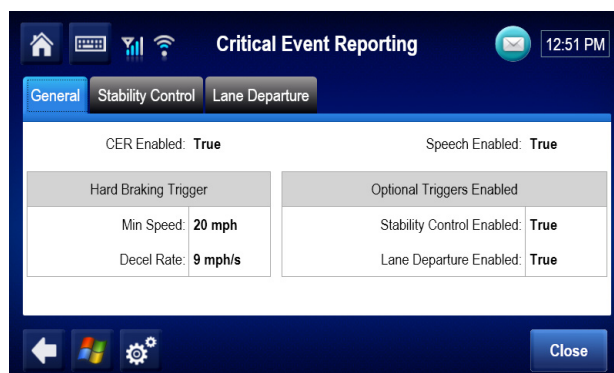 Critical Event Reporting
12:51 PM
General Stability Control Lane Departure
CER Enabled: True Speech Enabled: True
Hard Braking Trigger Optional Triggers Enabled
Min Speed: 20 mph Stability Control Enabled: True
Decel Rate: 9 mph/s Lane Departure Enabled: True
Close